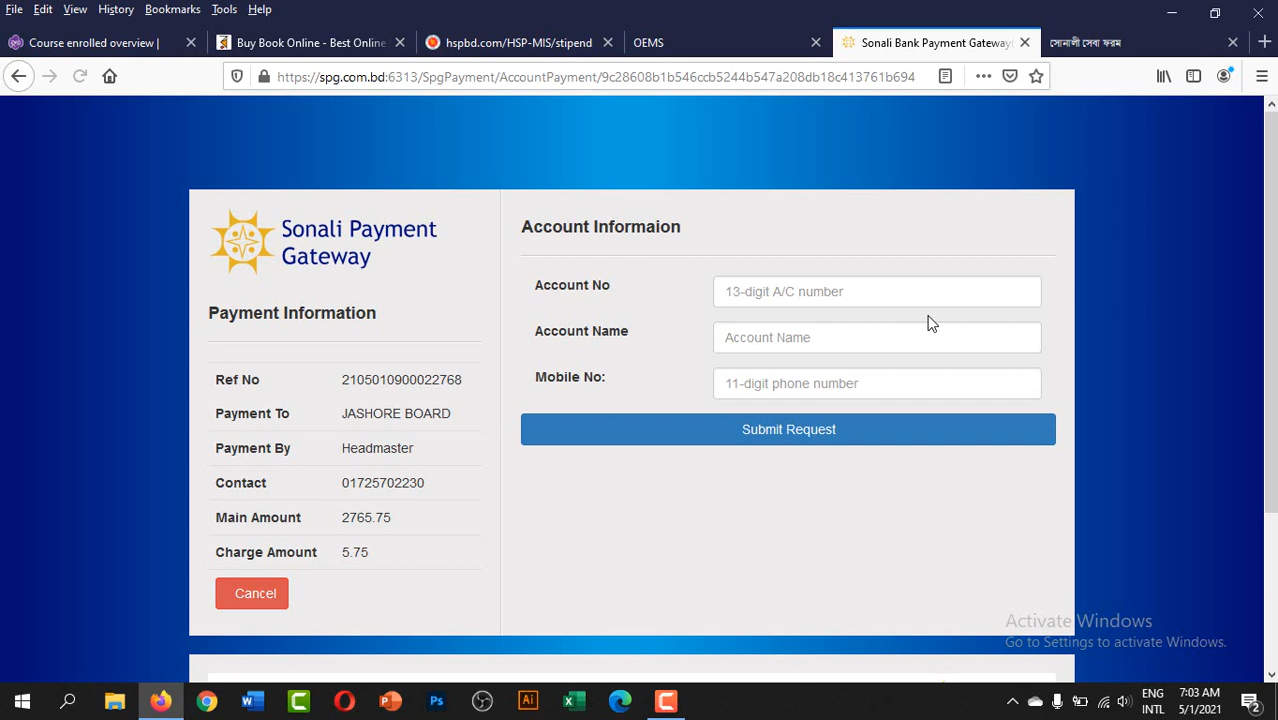 File Edit View History Bookmarks Tools Help
Course enrolled overview |
Buy Book Online - Best Online
hspbd.com/HSP-MIS/stipend
OEMS
Sonali Bank Payment Gateway
সোনালী সেবা ফরম
https://spg.com.bd:6313/SpgPayment/AccountPayment/9c28608b1b546ccb5244b547a208db18c413761b694
Sonali Payment
Gateway
Payment Information
Ref No 2105010900022768
Payment To JASHORE BOARD
Payment By Headmaster
Contact 01725702230
Main Amount 2765.75
Charge Amount 5.75
Cancel
Account Informaion
Account No 13-digit A/C number
Account Name Account Name
Mobile No: 11-digit phone number
Submit Request
Activate Windows
Go to Settings to activate Windows.
ENG 7:03 AM
INTL 5/1/2021
2